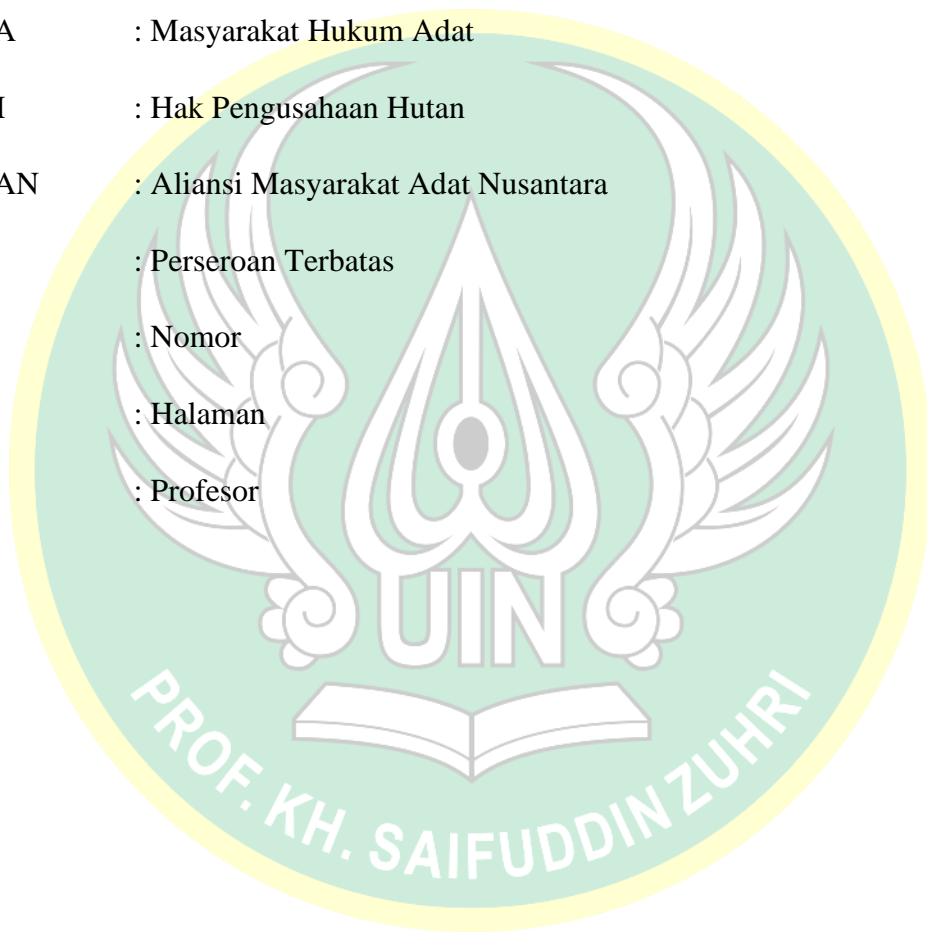 A : Masyarakat Hukum Adat
I : Hak Pengusahaan Hutan
AN : Aliansi Masyarakat Adat Nusantara
: Perseroan Terbatas
: Nomor
: Halaman
: Profesor
UIN
PROF. KH. SAIFUDDIN ZUHRI